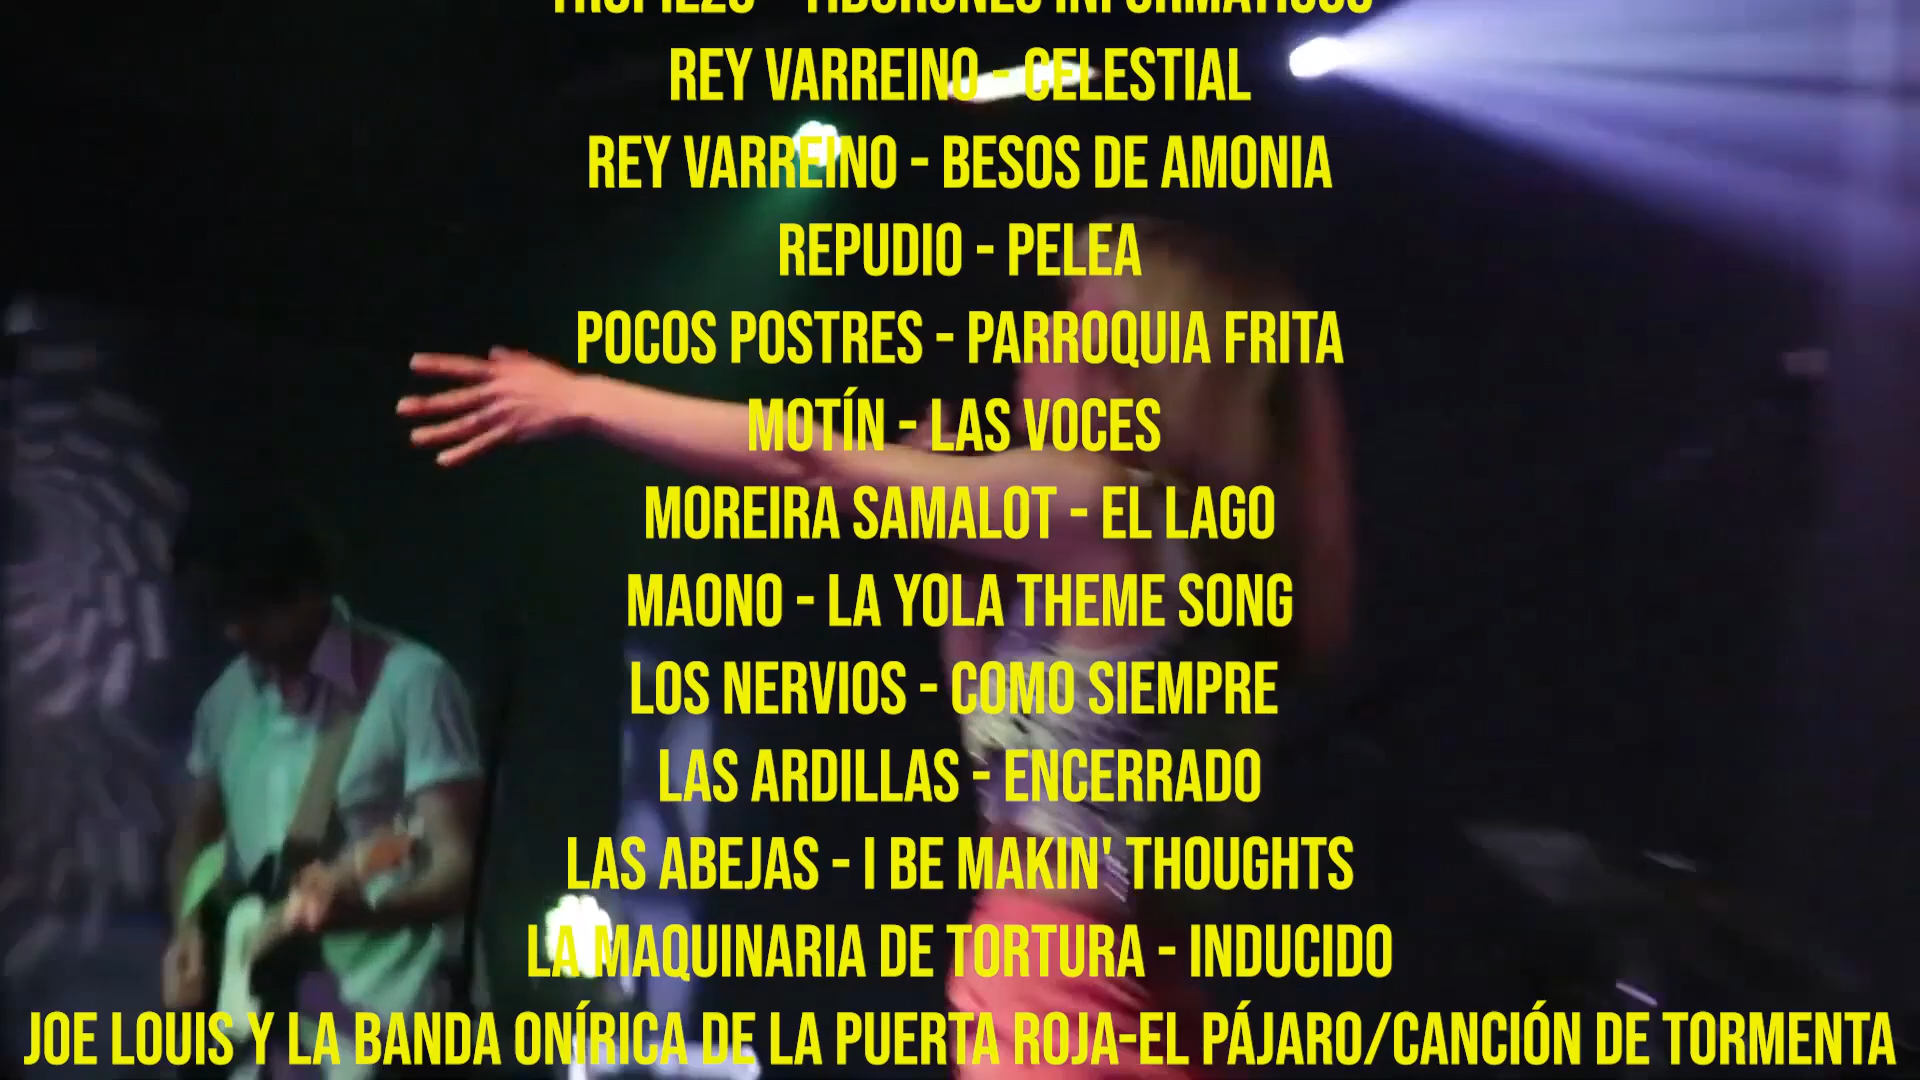 TROPIEZO - TIBURONES INFORMÁTICOS
REY VARREINO - CELESTIAL
REY VARREINO - BESOS DE AMONIA
REPUDIO - PELEA
POCOS POSTRES - PARROQUIA FRITA
MOTÍN - LAS VOCES
MOREIRA SAMALOT - EL LAGO
MAONO - LA YOLA THEME SONG
LOS NERVIOS - COMO SIEMPRE
LAS ARDILLAS - ENCERRADO
LAS ABEJAS - I BE MAKIN' THOUGHTS
LA MAQUINARIA DE TORTURA - INDUCIDO
JOE LOUIS Y LA BANDA ONÍRICA DE LA PUERTA ROJA-EL PÁJARO/CANCIÓN DE TORMENTA